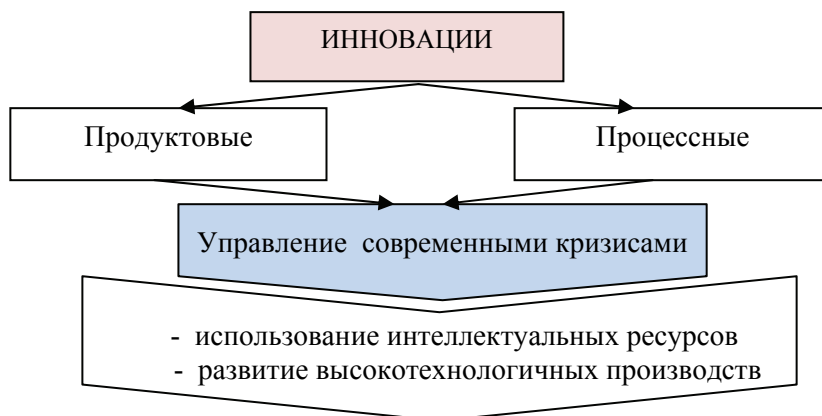 ИННОВАЦИИ
Продуктовые
Процессные
Управление современными кризисами
- использование интеллектуальных ресурсов
- развитие высокотехнологичных производств